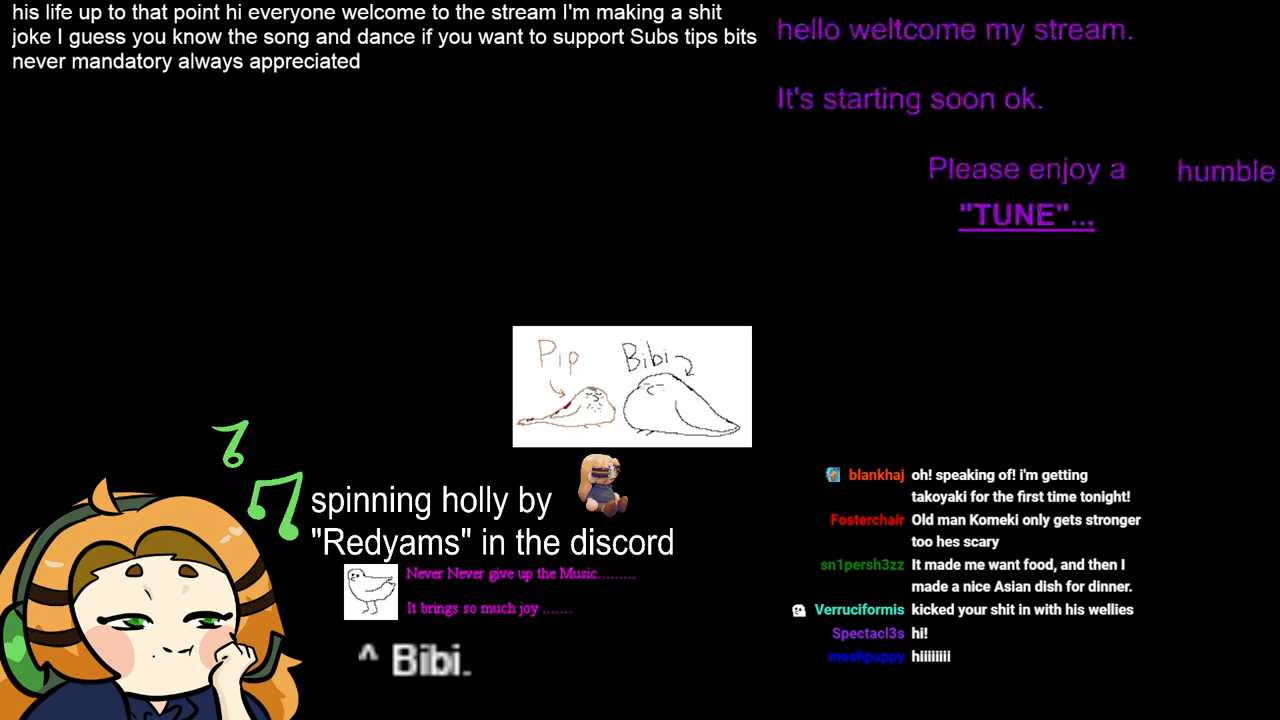 his life up to that point hi everyone welcome to the stream I'm making a shit
joke I guess you know the song and dance if you want to support Subs tips bits
never mandatory always appreciated
hello weltcome my stream.
It's starting soon ok.
Please enjoy a humble
"TUNE"...
Pip Bibi
spinning holly by
"Redyams" in the discord
Never Never give up the Music.........
It brings so much joy .......
^ Bibi.
blankhaj oh! speaking of! i'm getting
takoyaki for the first time tonight!
Fosterchair Old man Komeki only gets stronger
too hes scary
sn1persh3zz It made me want food, and then I
made a nice Asian dish for dinner.
Verruciformis kicked your shit in with his wellies
Spectacl3s hi!
moshpuppy hiiiiiiii